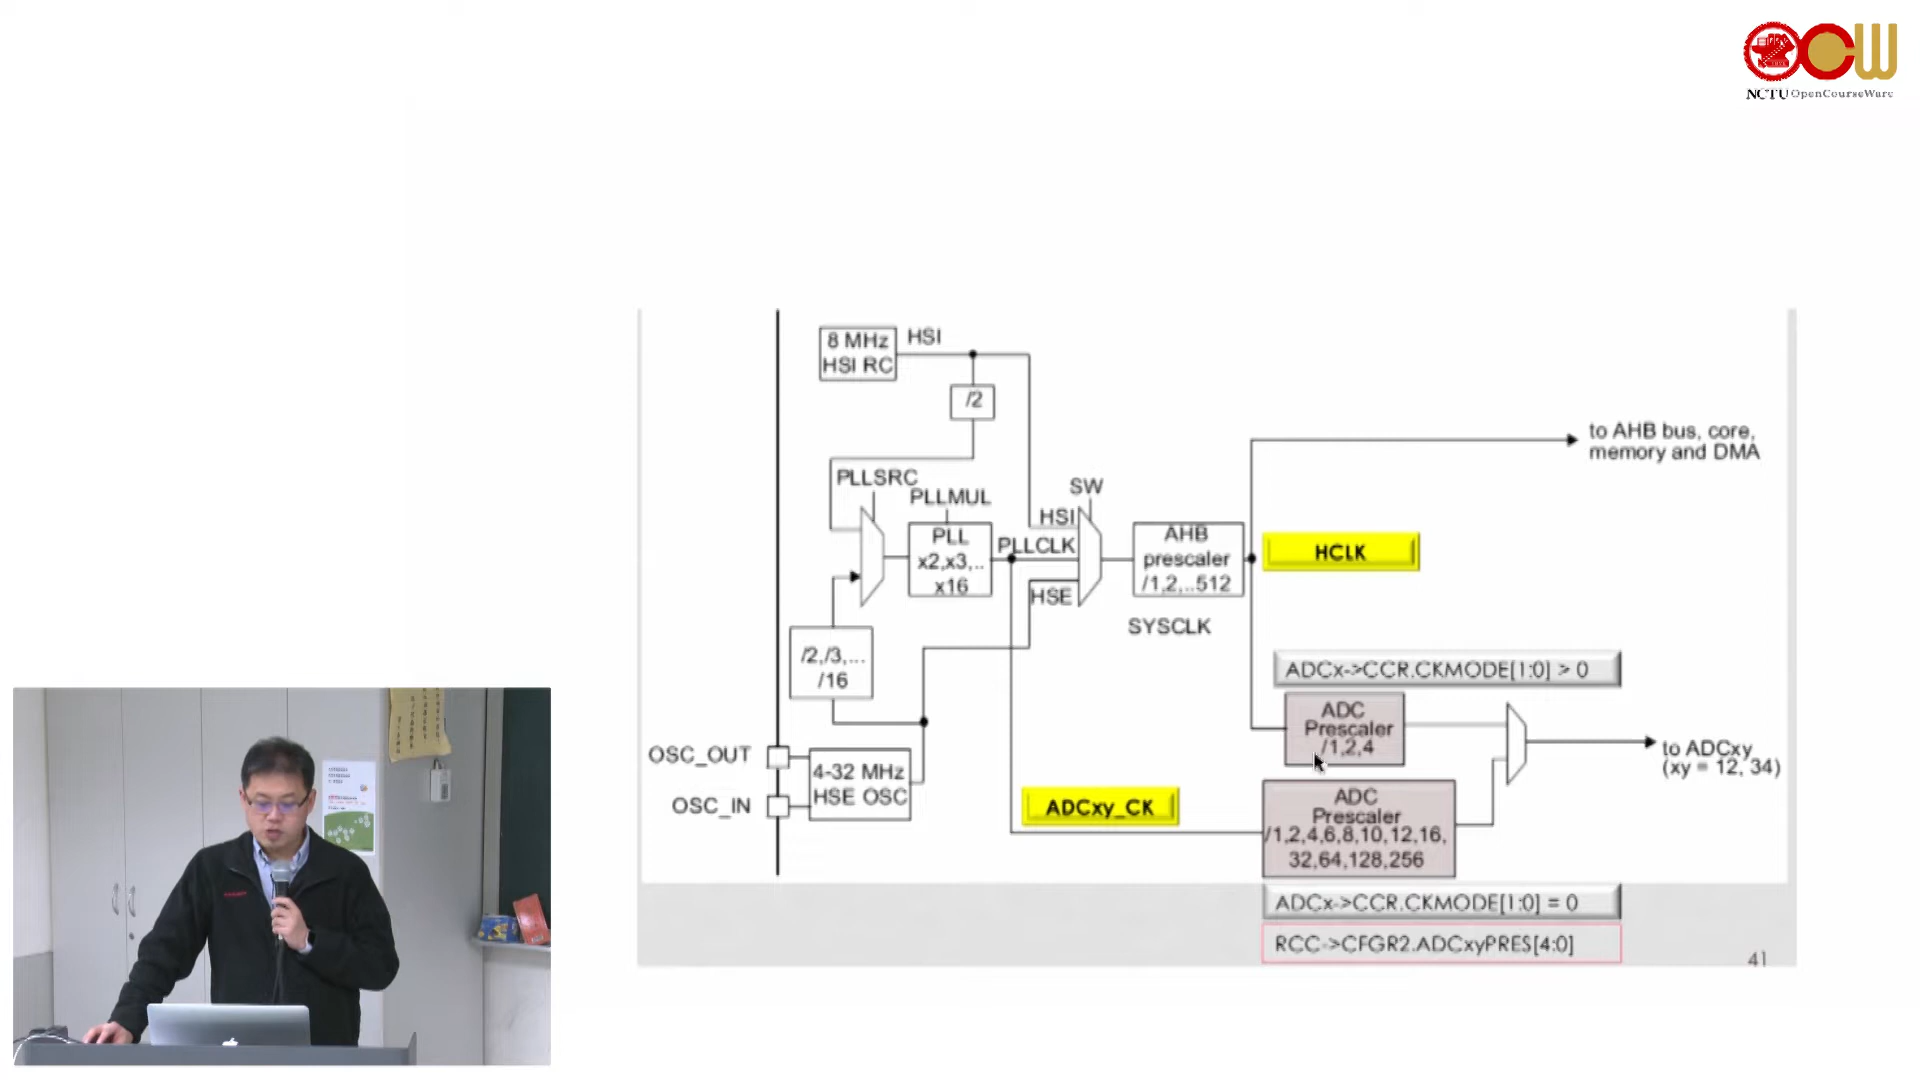 NCTU OpenCourseWare
8 MHz
HSI RC
HSI
/2
to AHB bus, core,
memory and DMA
PLLSRC
PLLMUL
SW
HSI
PLL
x2,x3,..
x16
PLLCLK
HSE
AHB
prescaler
/1,2,..512
HCLK
SYSCLK
/2,/3,...
/16
ADCx->CCR.CKMODE[1:0] > 0
ADC
Prescaler
/1,2,4
to ADCxy
(xy = 12, 34)
OSC_OUT
OSC_IN
4-32 MHz
HSE OSC
ADCxy_CK
ADC
Prescaler
/1,2,4,6,8,10,12,16,
32,64,128,256
ADCx->CCR.CKMODE[1:0] = 0
RCC->CFGR2.ADCxyPRES[4:0]
41